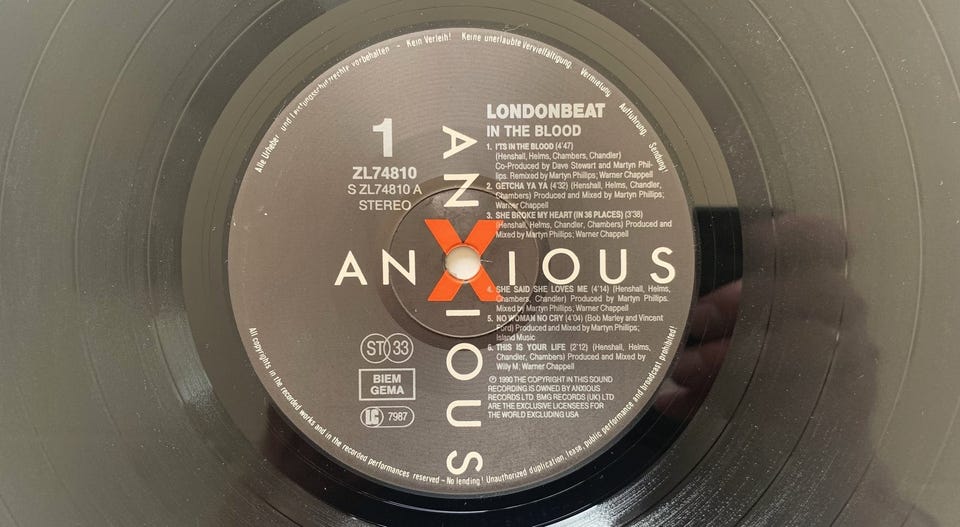 Alle Urheber- und Leistungsschutzrechte vorbehalten – Kein Verleih! Keine unerlaubte Vervielfältigung, Vermietung, Aufführung, Sendung!
1
ZL74810
S ZL74810 A
STEREO
LONDONBEAT
IN THE BLOOD
1. I'TS IN THE BLOOD (4'47)
(Henshall, Helms, Chambers, Chandler)
Co-Produced by Dave Stewart and Martyn Phil-
lips. Remixed by Martyn Phillips; Warner Chappell
2. GETCHA YA YA (4'32) (Henshall, Helms, Chandler,
Chambers) Produced and Mixed by Martyn Phillips;
Warner Chappell
3. SHE BROKE MY HEART (IN 36 PLACES) (3'38)
(Henshall, Helms, Chandler, Chambers) Produced and
Mixed by Martyn Phillips; Warner Chappell
ANXIOUS
ANXIOUS
4. SHE SAID SHE LOVES ME (4'14) (Henshall, Helms,
Chambers, Chandler) Produced by Martyn Phillips.
Mixed by Martyn Phillips; Warner Chappell
5. NO WOMAN NO CRY (4'04) (Bob Marley and Vincent
Ford) Produced and Mixed by Martyn Phillips;
Island Music
6. THIS IS YOUR LIFE (2'12) (Henshall, Helms,
Chandler, Chambers) Produced and Mixed by
Willy M; Warner Chappell
ST 33
BIEM
GEMA
LC 7987
℗ 1990 THE COPYRIGHT IN THIS SOUND
RECORDING IS OWNED BY ANXIOUS
RECORDS LTD. BMG RECORDS (UK) LTD
ARE THE EXCLUSIVE LICENSEES FOR
THE WORLD EXCLUDING USA
All copyrights in the recorded works and in the recorded performances reserved – No lending! Unauthorized duplication, lease, public performance and broadcast prohibited!